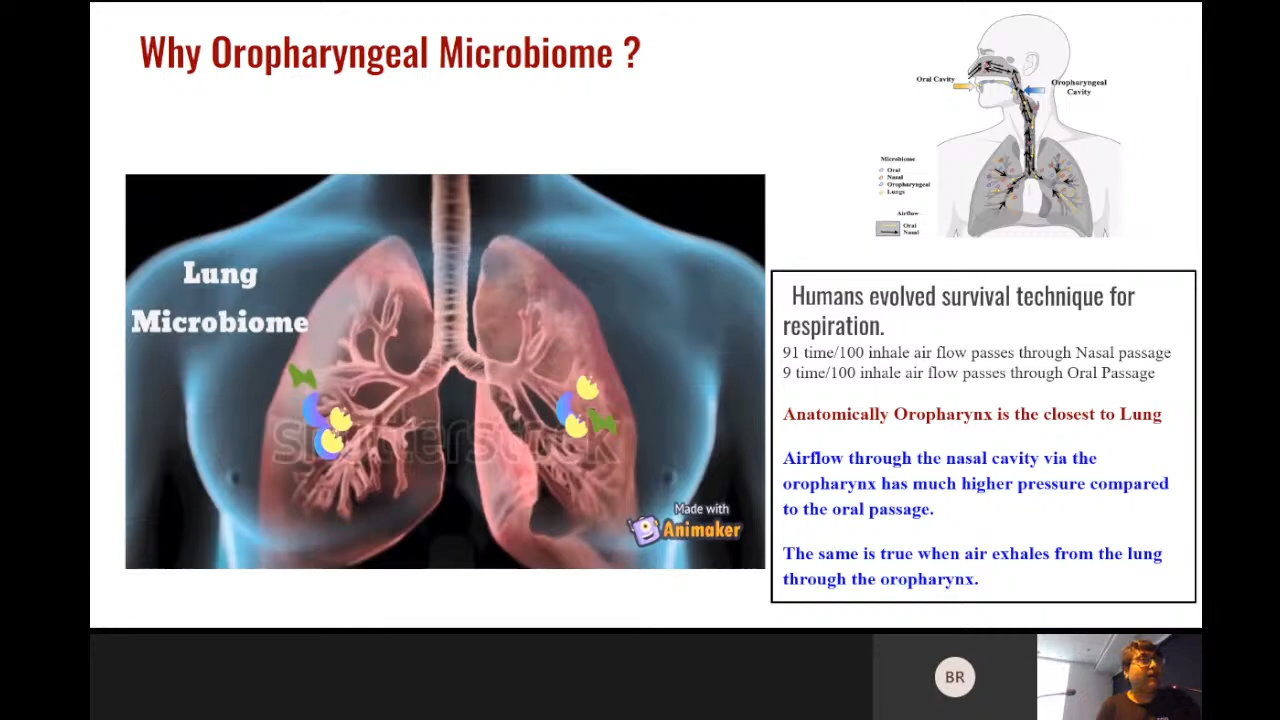 Why Oropharyngeal Microbiome ?
Oral Cavity
Oropharyngeal
Cavity
Microbiome
Oral
Nasal
Oropharyngeal
Lungs
Airflow
Oral
Nasal
Lung
Microbiome
Made with
Animaker
Humans evolved survival technique for
respiration.
91 time/100 inhale air flow passes through Nasal passage
9 time/100 inhale air flow passes through Oral Passage
Anatomically Oropharynx is the closest to Lung
Airflow through the nasal cavity via the
oropharynx has much higher pressure compared
to the oral passage.
The same is true when air exhales from the lung
through the oropharynx.
BR